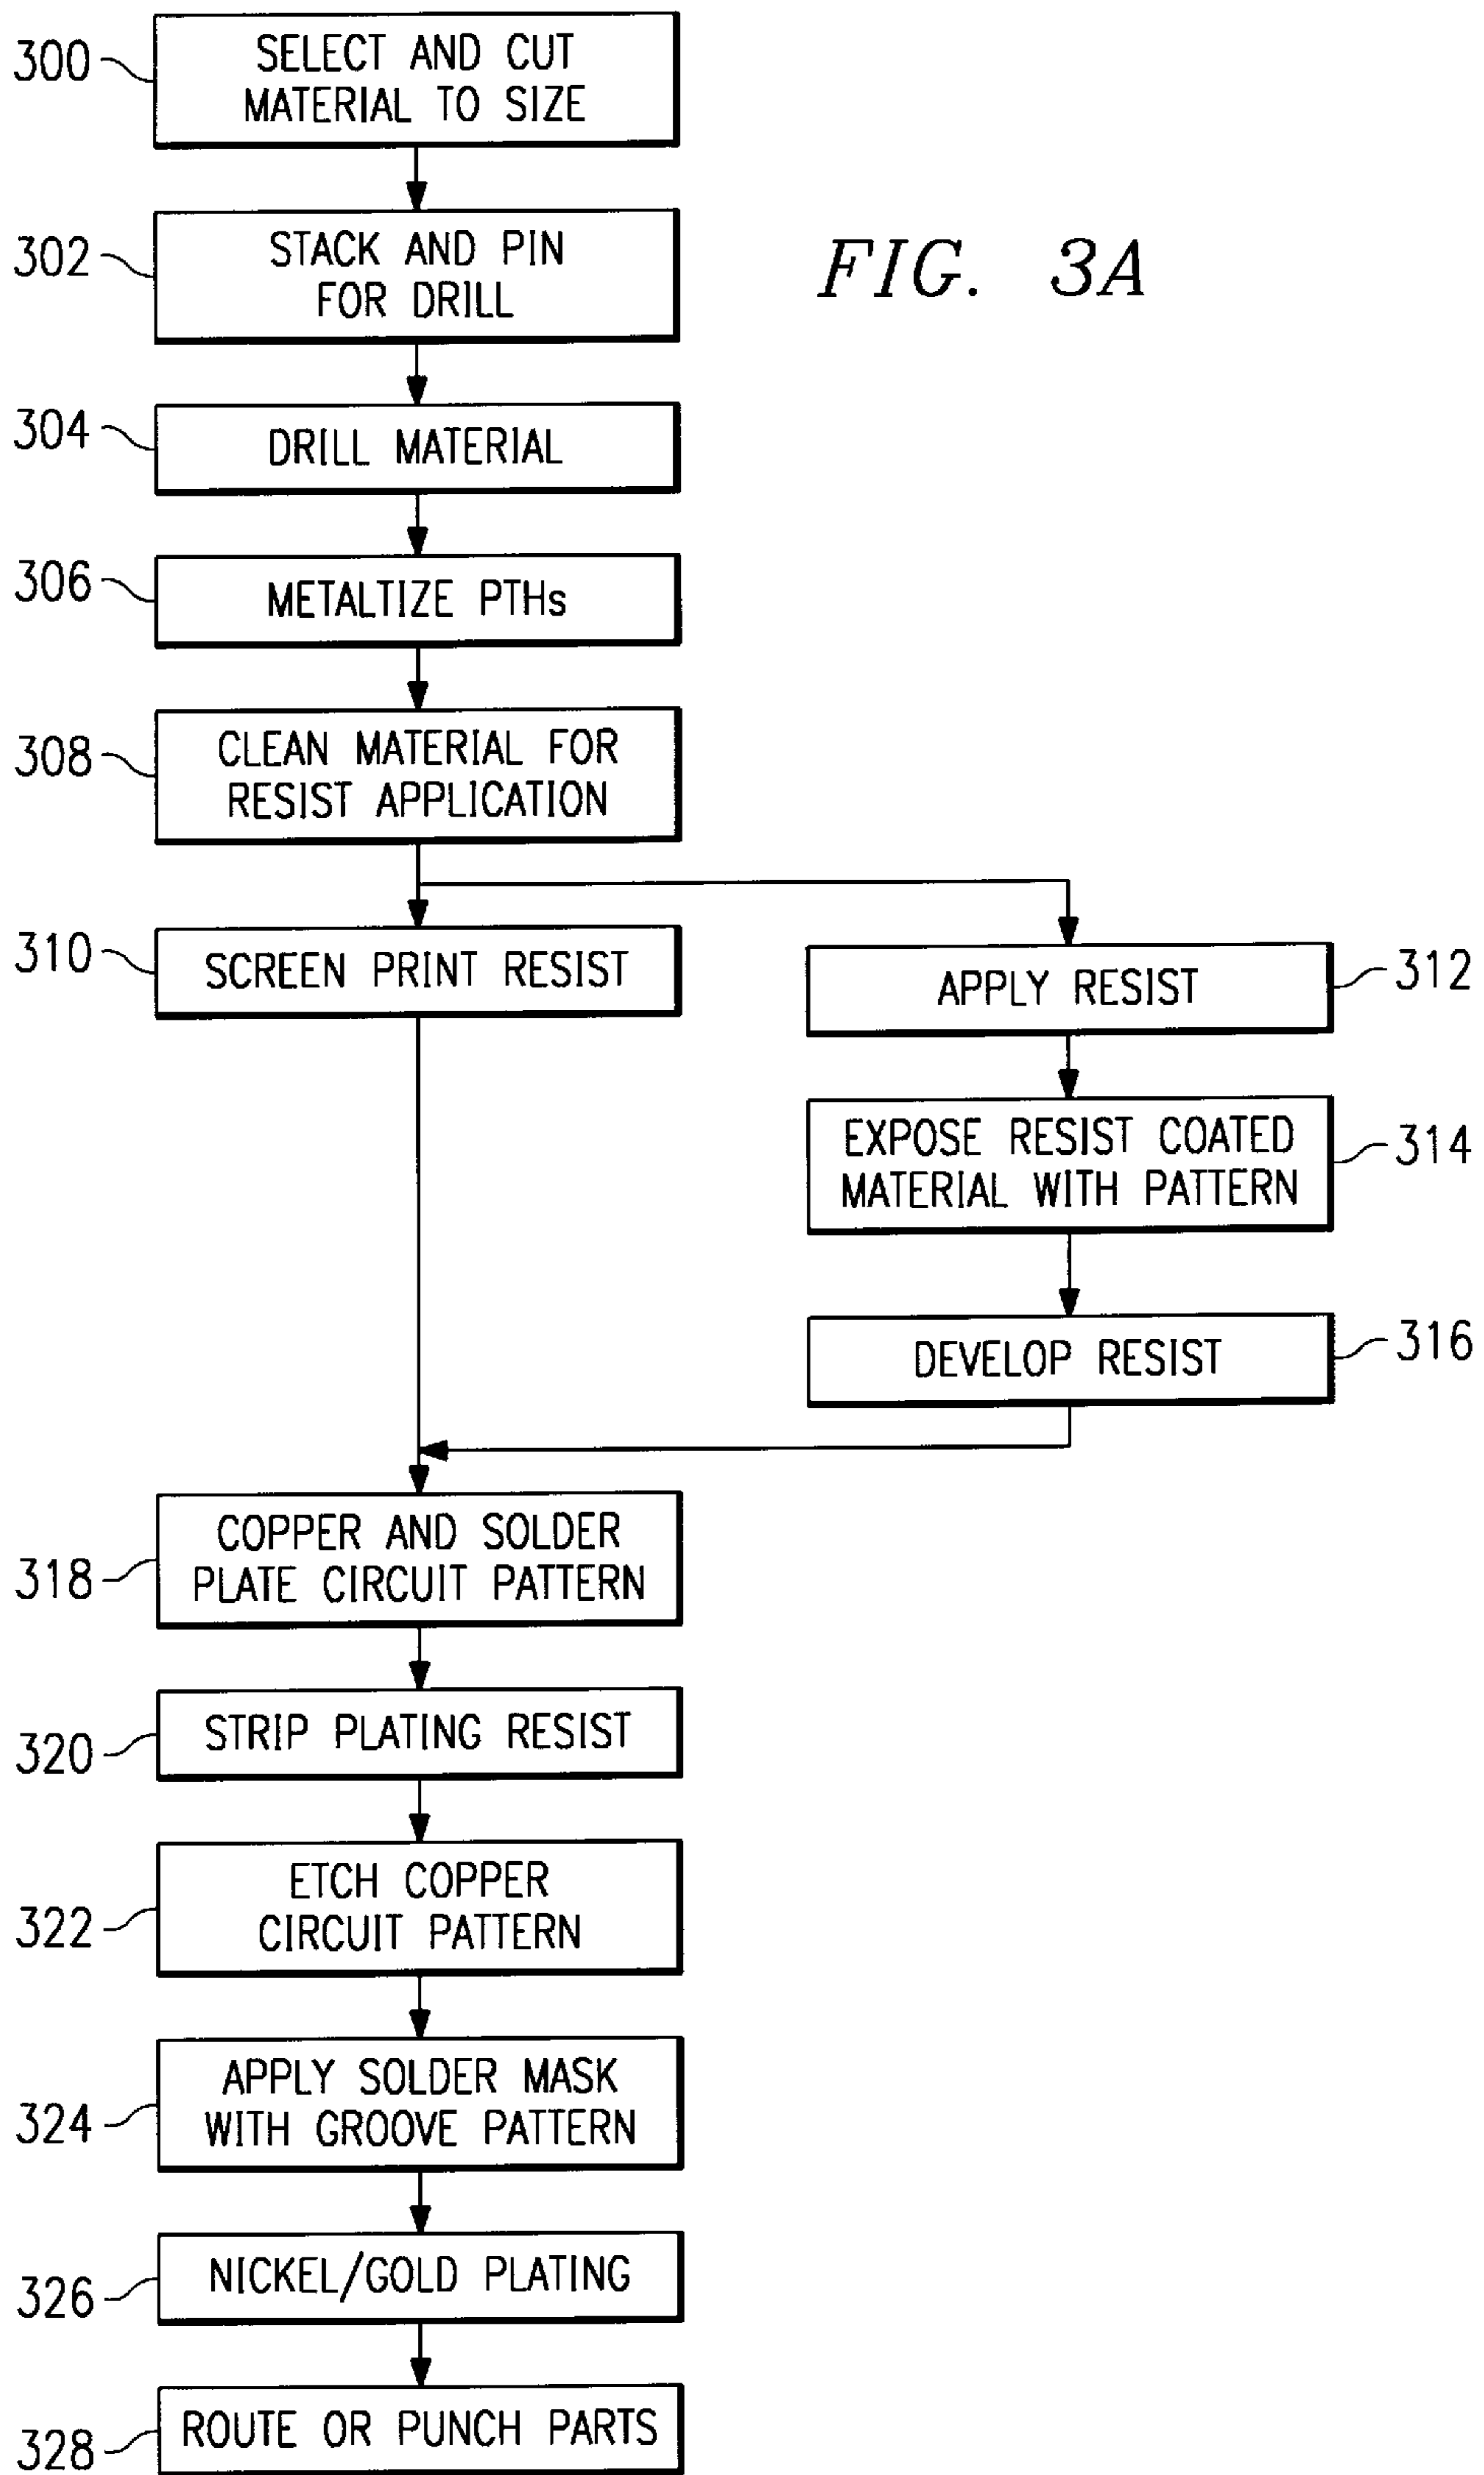 300
SELECT AND CUT
MATERIAL TO SIZE
302
STACK AND PIN
FOR DRILL
FIG. 3A
304
DRILL MATERIAL
306
METALTIZE PTHs
308
CLEAN MATERIAL FOR
RESIST APPLICATION
310
SCREEN PRINT RESIST
APPLY RESIST
312
EXPOSE RESIST COATED
MATERIAL WITH PATTERN
314
DEVELOP RESIST
316
318
COPPER AND SOLDER
PLATE CIRCUIT PATTERN
320
STRIP PLATING RESIST
322
ETCH COPPER
CIRCUIT PATTERN
324
APPLY SOLDER MASK
WITH GROOVE PATTERN
326
NICKEL/GOLD PLATING
328
ROUTE OR PUNCH PARTS